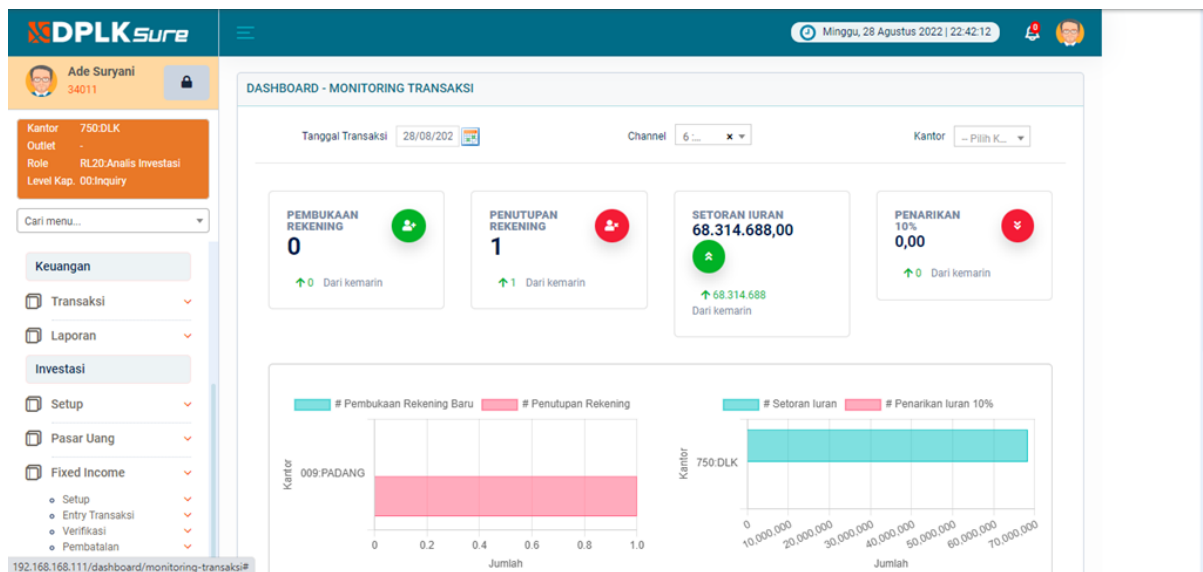 DPLKSure
Minggu, 28 Agustus 2022 | 22:42:12
Ade Suryani
34011
Kantor 750:DLK
Outlet -
Role RL20:Analis Investasi
Level Kap. 00:Inquiry
Cari menu...
Keuangan
Transaksi
Laporan
Investasi
Setup
Pasar Uang
Fixed Income
Setup
Entry Transaksi
Verifikasi
Pembatalan
192.168.168.111/dashboard/monitoring-transaksi#
DASHBOARD - MONITORING TRANSAKSI
Tanggal Transaksi 28/08/202
Channel 6 :... ×
Kantor -- Pilih K...
PEMBUKAAN
REKENING
0
0 Dari kemarin
PENUTUPAN
REKENING
1
1 Dari kemarin
SETORAN IURAN
68.314.688,00
68.314.688
Dari kemarin
PENARIKAN
10%
0,00
0 Dari kemarin
# Pembukaan Rekening Baru # Penutupan Rekening
Kantor
009:PADANG
0 0.2 0.4 0.6 0.8 1.0
Jumlah
# Setoran Iuran # Penarikan Iuran 10%
Kantor
750:DLK
0 10,000,000 20,000,000 30,000,000 40,000,000 50,000,000 60,000,000 70,000,000
Jumlah